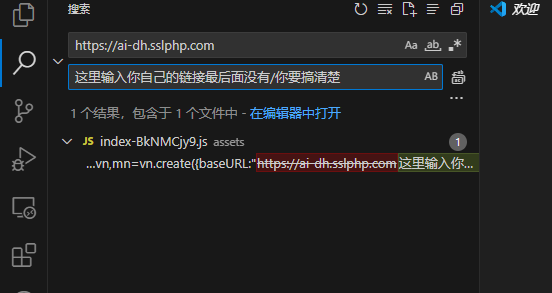 搜索
欢迎
https://ai-dh.sslphp.com
Aa ab
这里输入你自己的链接最后面没有/你要搞清楚
AB
1 个结果，包含于 1 个文件中 - 在编辑器中打开
JS index-BkNMCjy9.js assets 1
...vn,mn=vn.create({baseURL:"https://ai-dh.sslphp.com这里输入你...